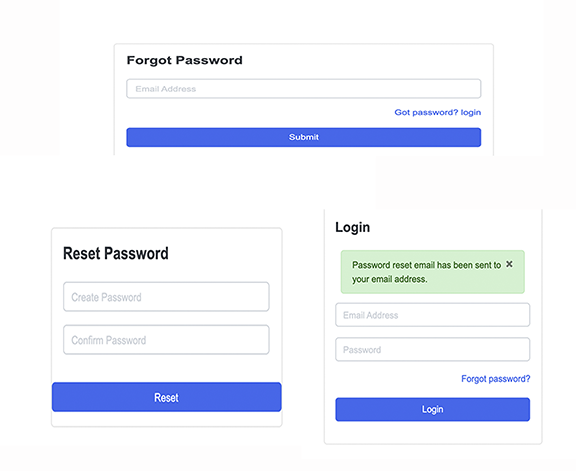 Forgot Password
Email Address
Got password? login
Submit
Reset Password
Create Password
Confirm Password
Reset
Login
Password reset email has been sent to ×
your email address.
Email Address
Password
Forgot password?
Login